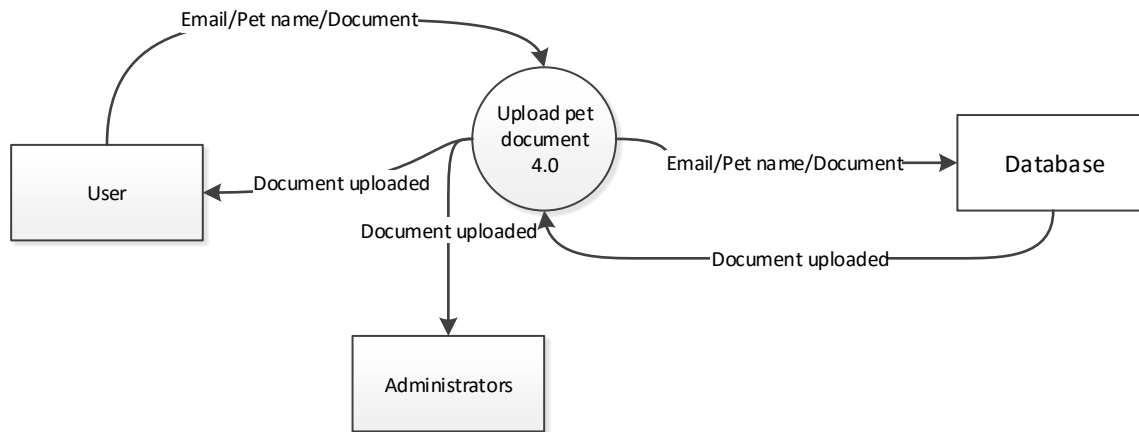 Email/Pet name/Document
Upload pet
document
4.0
User
Document uploaded
Email/Pet name/Document
Database
Document uploaded
Document uploaded
Administrators